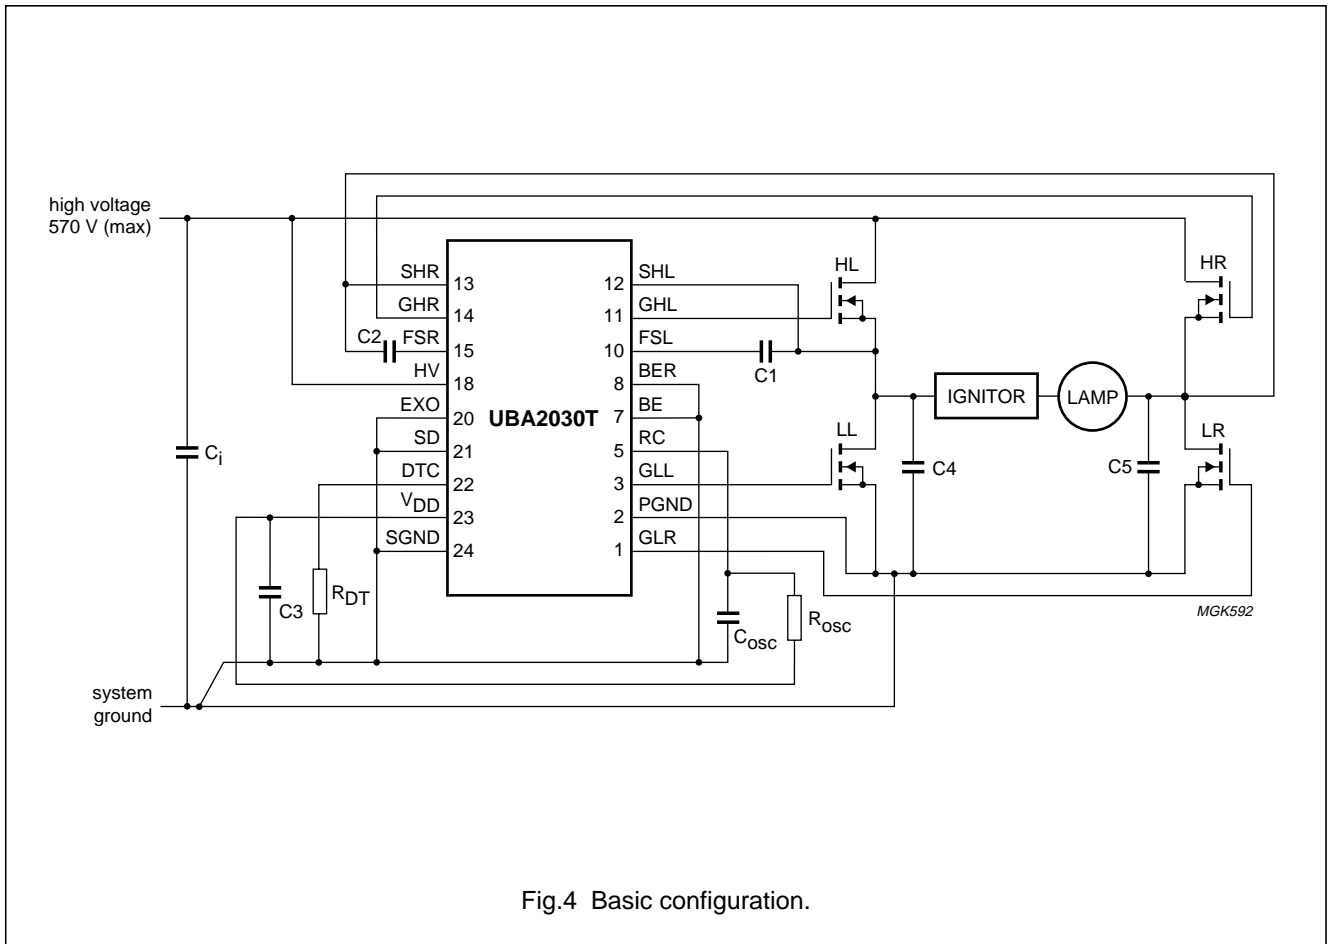 high voltage
570 V (max)
SHR
13
GHR
14
C2
FSR
15
HV
18
EXO
20
SD
21
DTC
22
VDD
23
SGND
24
UBA2030T
SHL
12
GHL
11
FSL
10
BER
8
BE
7
RC
5
GLL
3
PGND
2
GLR
1
C1
HL
HR
IGNITOR
LAMP
LL
LR
C4
C5
Ci
C3
RDT
Cosc
Rosc
MGK592
system
ground
Fig.4 Basic configuration.